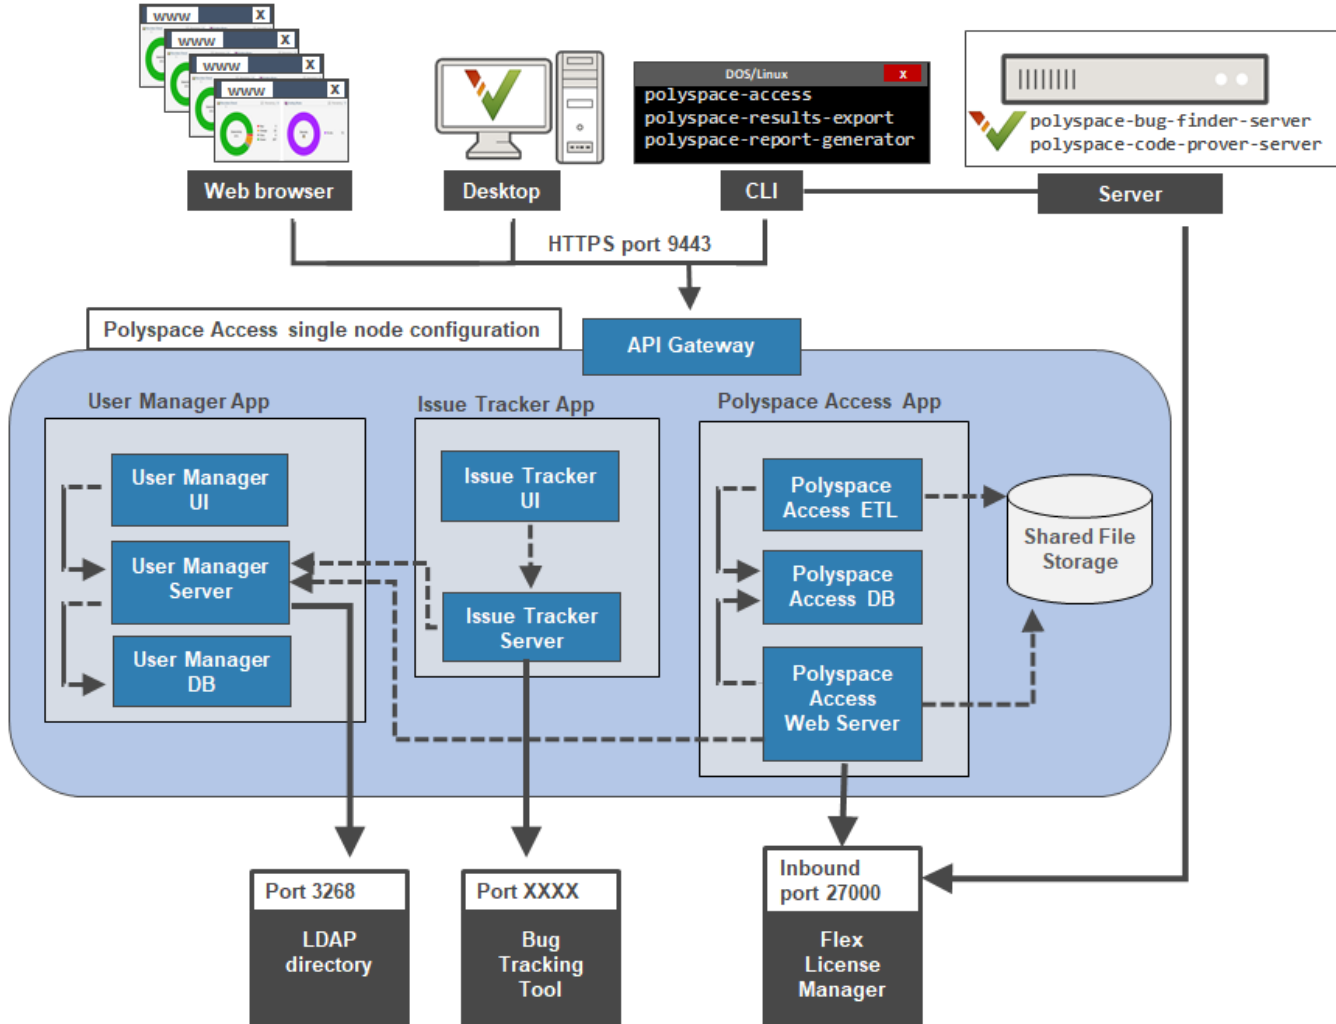 www X
www X
www X
www X
DOS/Linux X
polyspace-access
polyspace-results-export
polyspace-report-generator
polyspace-bug-finder-server
polyspace-code-prover-server
Web browser
Desktop
CLI
Server
HTTPS port 9443
Polyspace Access single node configuration
API Gateway
User Manager App
Issue Tracker App
Polyspace Access App
User Manager
UI
User Manager
Server
User Manager
DB
Issue Tracker
UI
Issue Tracker
Server
Polyspace
Access ETL
Polyspace
Access DB
Polyspace
Access
Web Server
Shared File
Storage
Port 3268
LDAP
directory
Port XXXX
Bug
Tracking
Tool
Inbound
port 27000
Flex
License
Manager